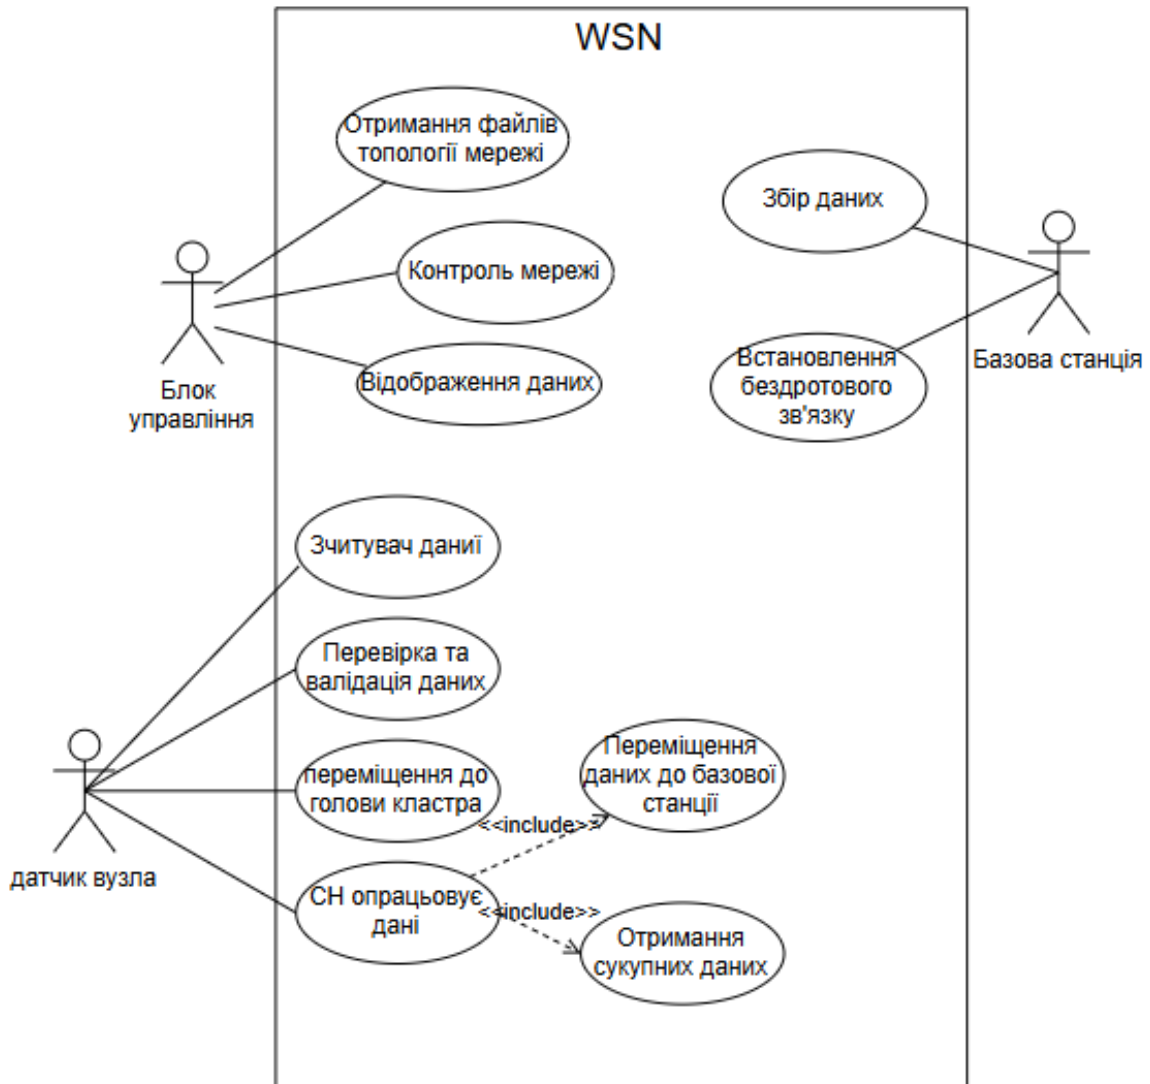 WSN
Отримання файлів
топології мережі
Контроль мережі
Відображення даних
Блок
управління
Збір даних
Встановлення
бездротового
зв'язку
Базова станція
Зчитувач даниї
Перевірка та
валідація даних
переміщення до
голови кластра
СН опрацьовує
дані
датчик вузла
<<include>>
Переміщення
даних до базової
станції
<<include>>
Отримання
сукупних даних